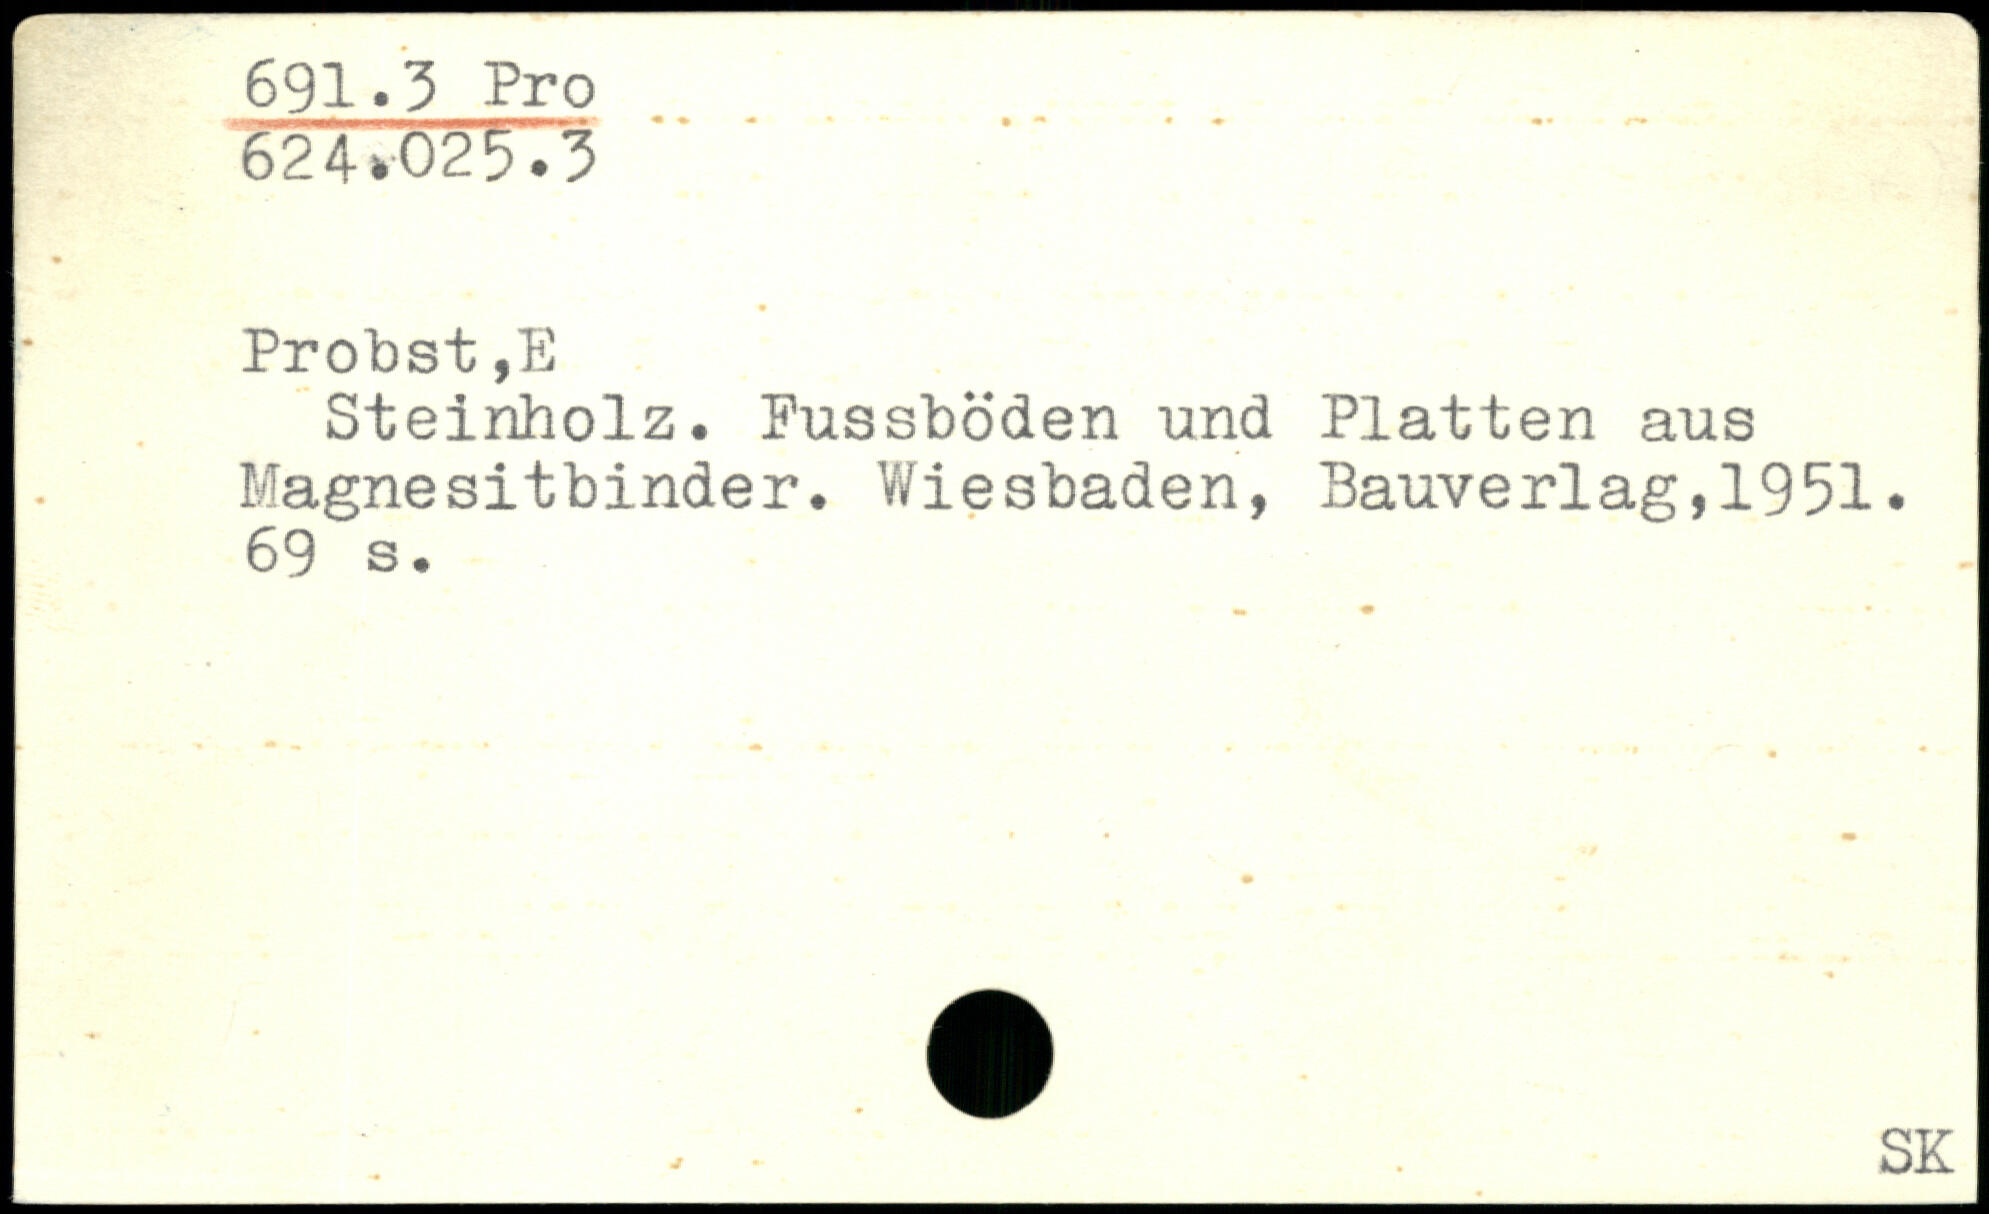 691.3 Pro
624.025.3
Probst,E
Steinholz. Fussböden und Platten aus
Magnesitbinder. Wiesbaden, Bauverlag,1951.
69 s.
SK